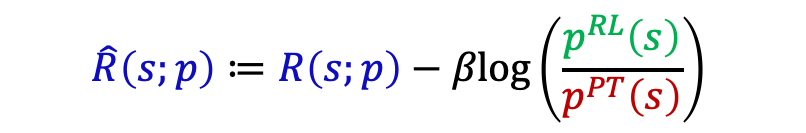 R̂(s; p) ≔ R(s; p) − βlog(p^{RL}(s) / p^{PT}(s))